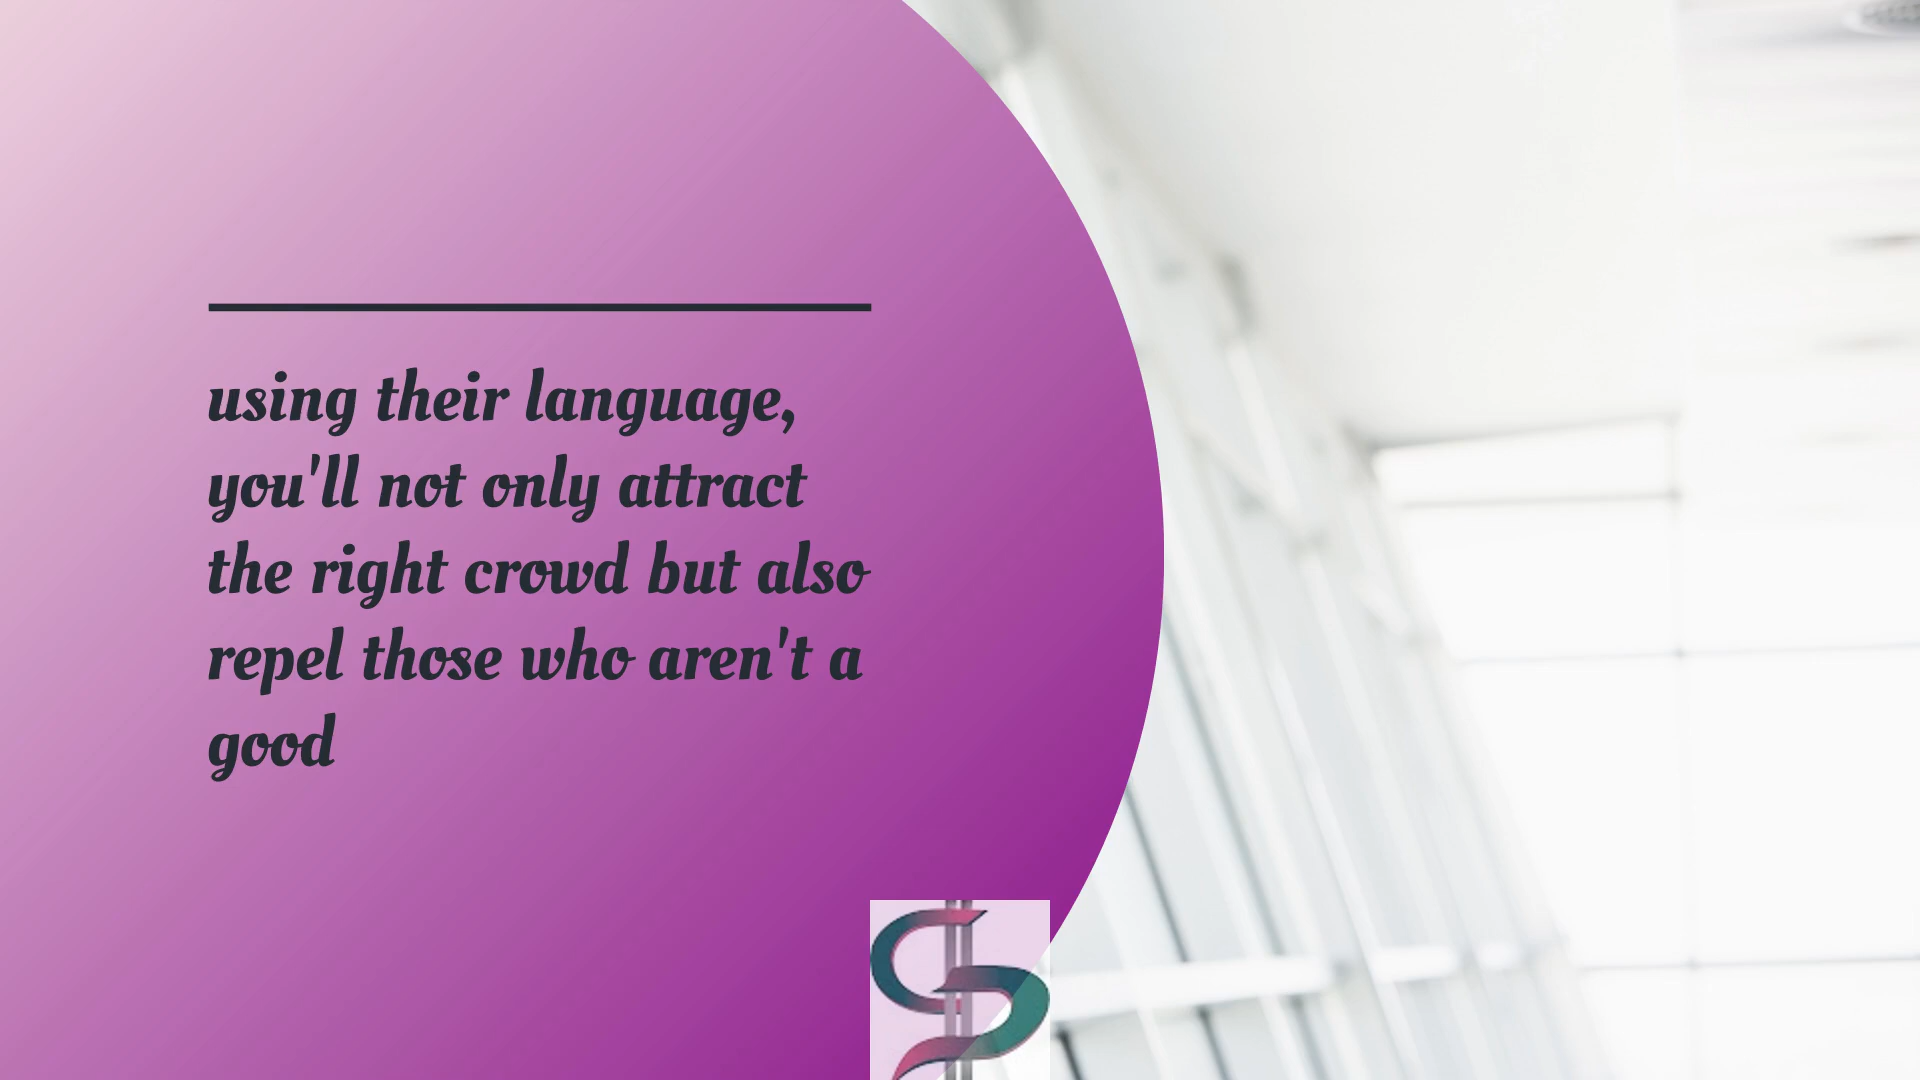 using their language,
you'll not only attract
the right crowd but also
repel those who aren't a
good